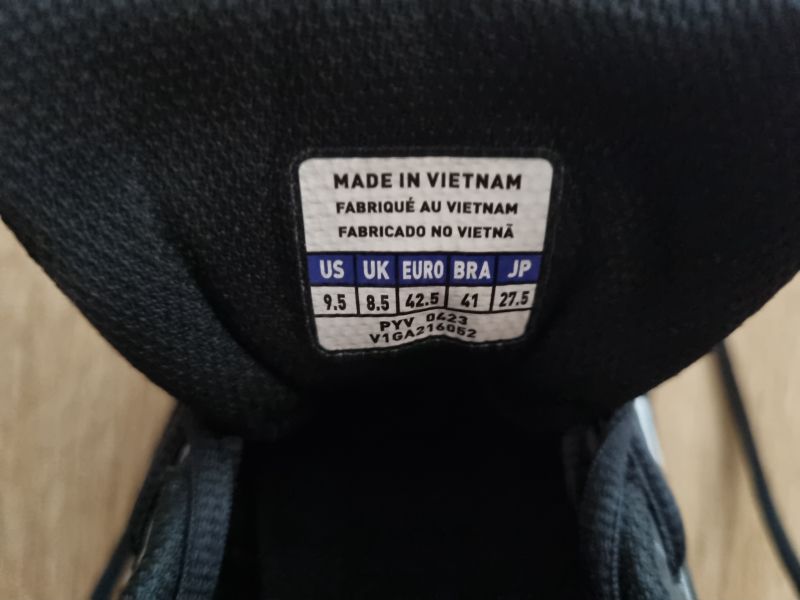 MADE IN VIETNAM
FABRIQUÉ AU VIETNAM
FABRICADO NO VIETNÃ
US UK EURO BRA JP
9.5 8.5 42.5 41 27.5
PYV 0423
V1GA216052